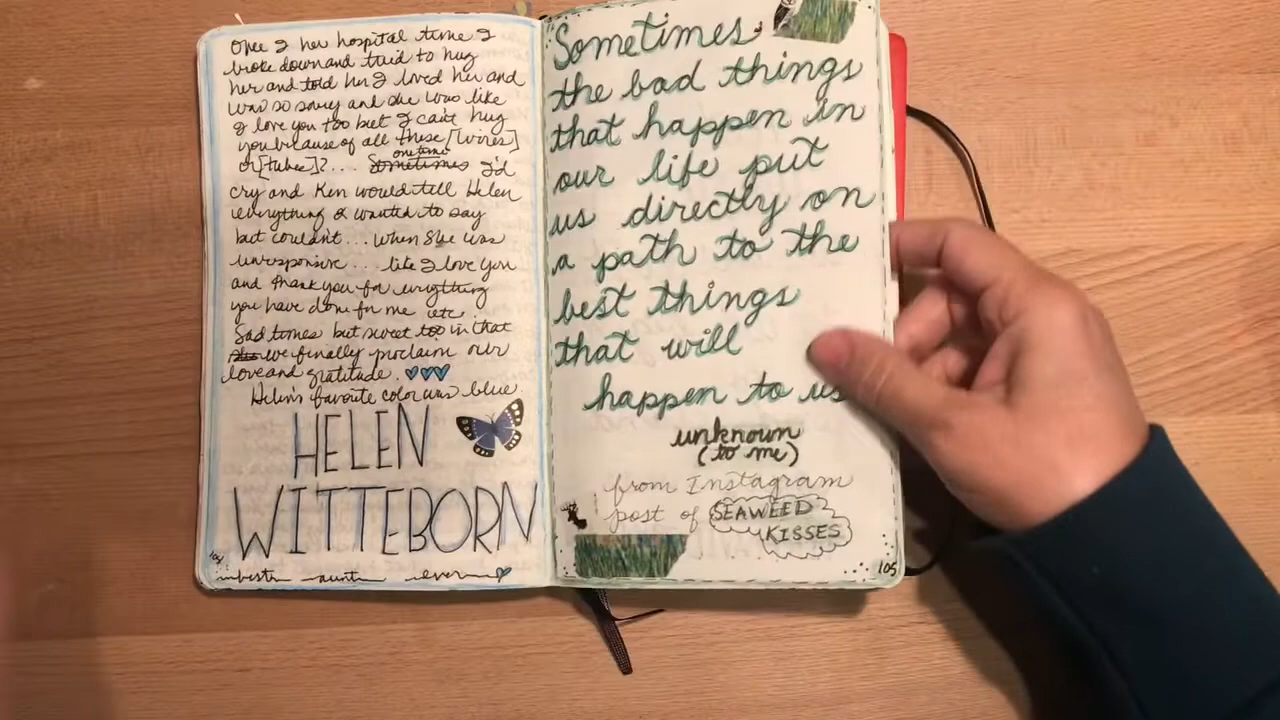 Once I her hospital time I
broke down and tried to hug
her and told her I loved her and
was so sorry and she was like
I love you too but I can't hug
you because of all these [wires]
or [tubes]?... Sometimes onetime I'd
cry and Ken would tell Helen
everything I wanted to say
but couldn't... when she was
unresponsive... like I love you
and thank you for everything
you have done for me etc.
Sad times but sweet too in that
we finally proclaim our
love and gratitude.
Helen's favorite color was blue
HELEN
WITTEBORN
104
best aunt ever
Sometimes
the bad things
that happen in
our life put
us directly on
a path to the
best things
that will
happen to us
unknown
(to me)
from Instagram
post of SEAWEED
KISSES
105